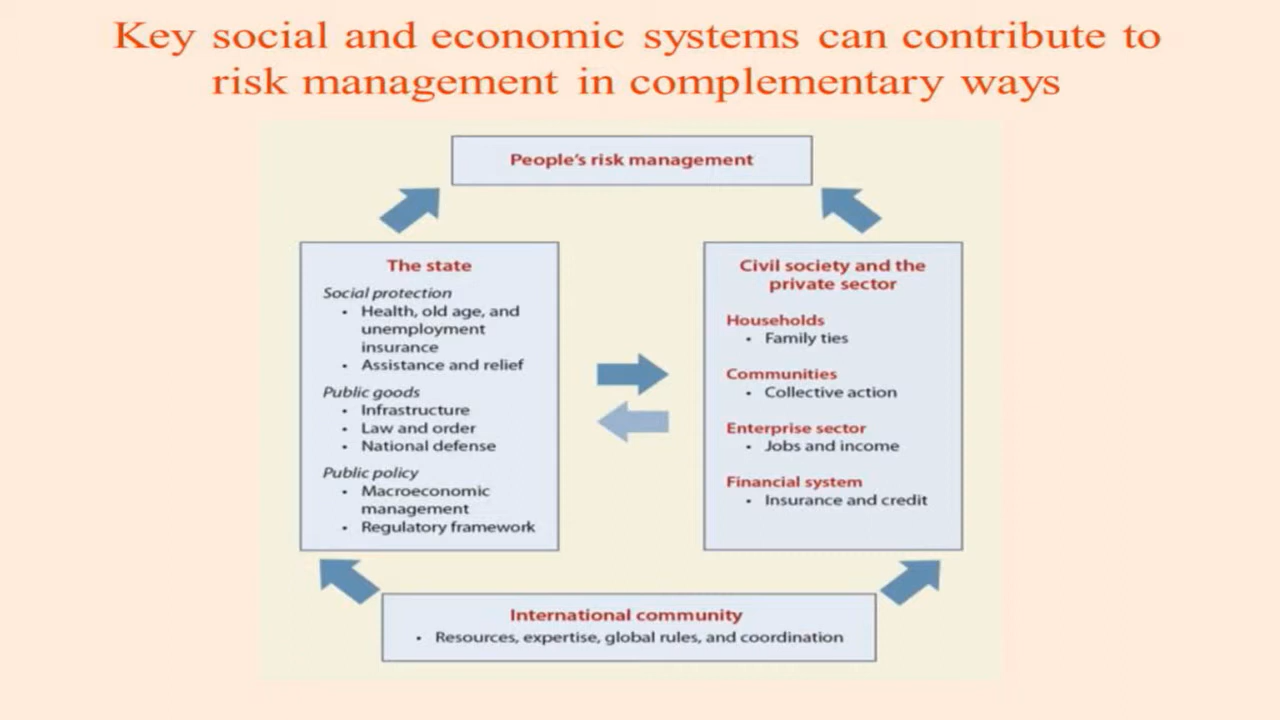 Key social and economic systems can contribute to
risk management in complementary ways
People's risk management
The state
Social protection
• Health, old age, and
unemployment
insurance
• Assistance and relief
Public goods
• Infrastructure
• Law and order
• National defense
Public policy
• Macroeconomic
management
• Regulatory framework
Civil society and the
private sector
Households
• Family ties
Communities
• Collective action
Enterprise sector
• Jobs and income
Financial system
• Insurance and credit
International community
• Resources, expertise, global rules, and coordination